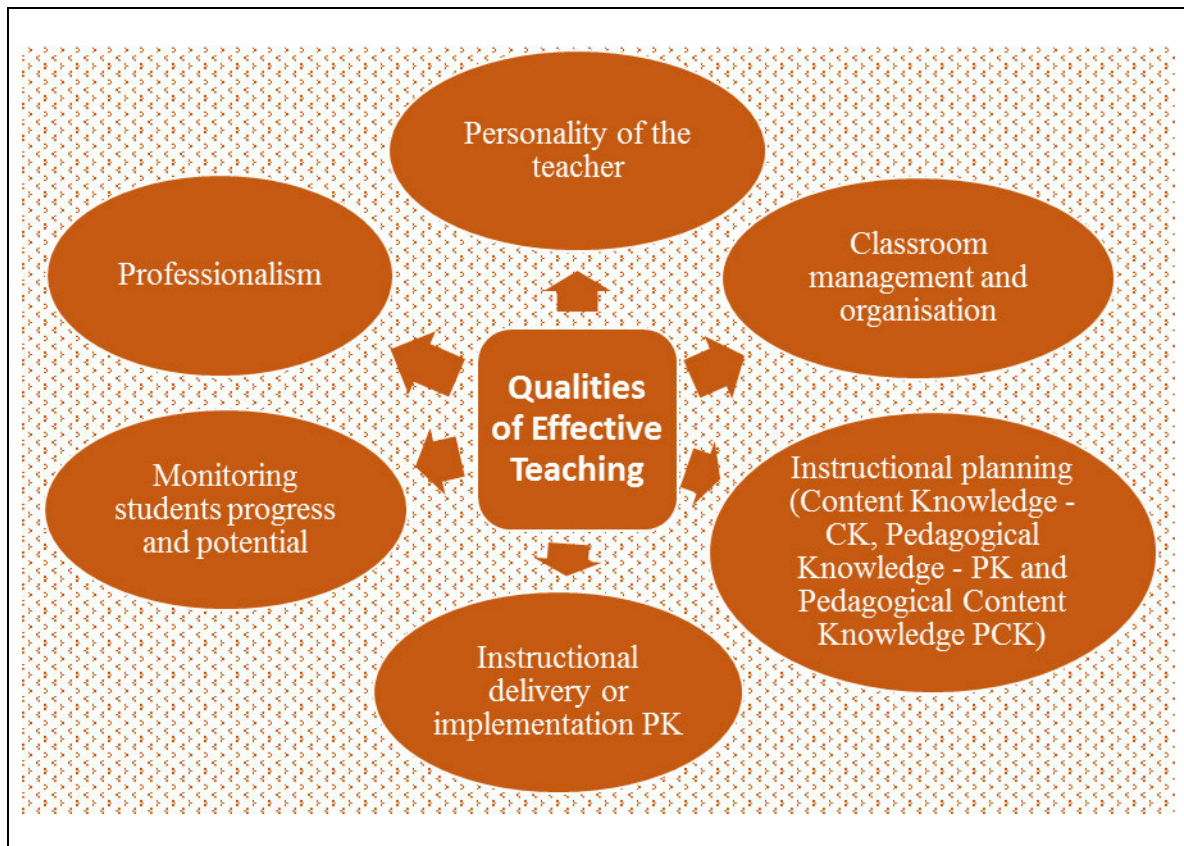 Personality of the
teacher
Professionalism
Classroom
management and
organisation
Qualities
of Effective
Teaching
Monitoring
students progress
and potential
Instructional planning
(Content Knowledge -
CK, Pedagogical
Knowledge - PK and
Pedagogical Content
Knowledge PCK)
Instructional
delivery or
implementation PK